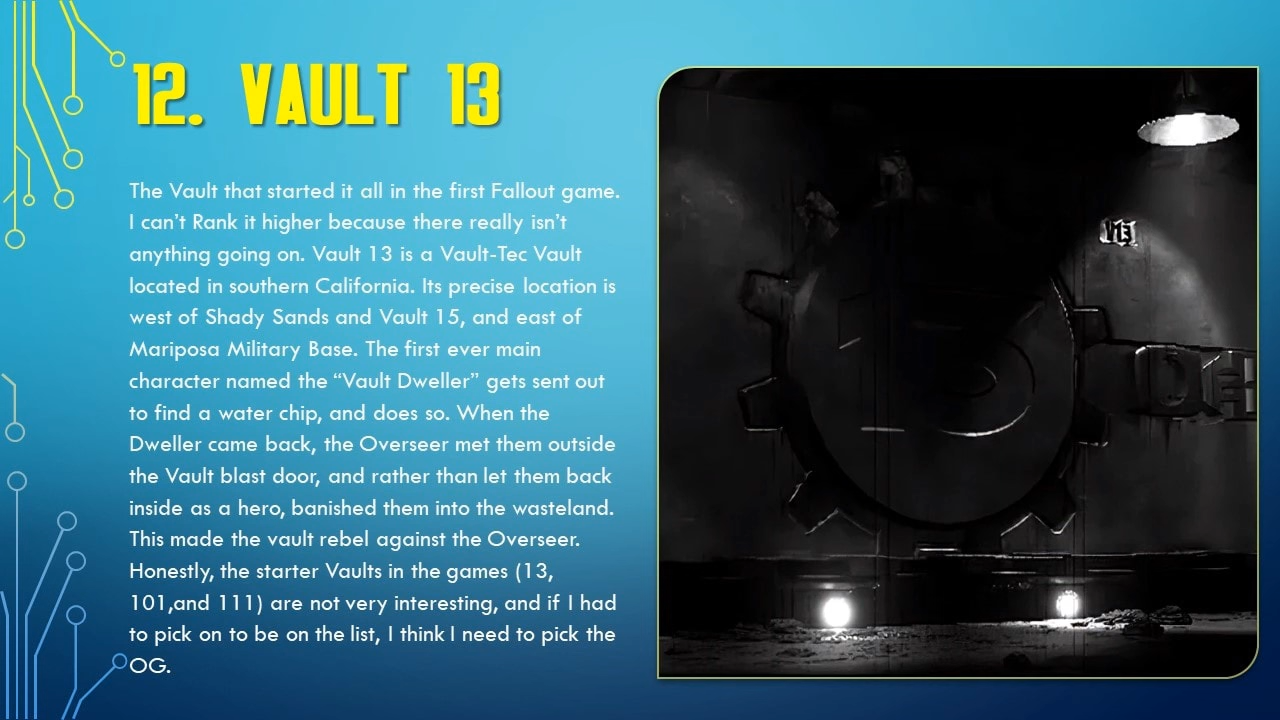 12. VAULT 13
The Vault that started it all in the first Fallout game.
I can’t Rank it higher because there really isn’t
anything going on. Vault 13 is a Vault-Tec Vault
located in southern California. Its precise location is
west of Shady Sands and Vault 15, and east of
Mariposa Military Base. The first ever main
character named the “Vault Dweller” gets sent out
to find a water chip, and does so. When the
Dweller came back, the Overseer met them outside
the Vault blast door, and rather than let them back
inside as a hero, banished them into the wasteland.
This made the vault rebel against the Overseer.
Honestly, the starter Vaults in the games (13,
101,and 111) are not very interesting, and if I had
to pick on to be on the list, I think I need to pick the
OG.
V13